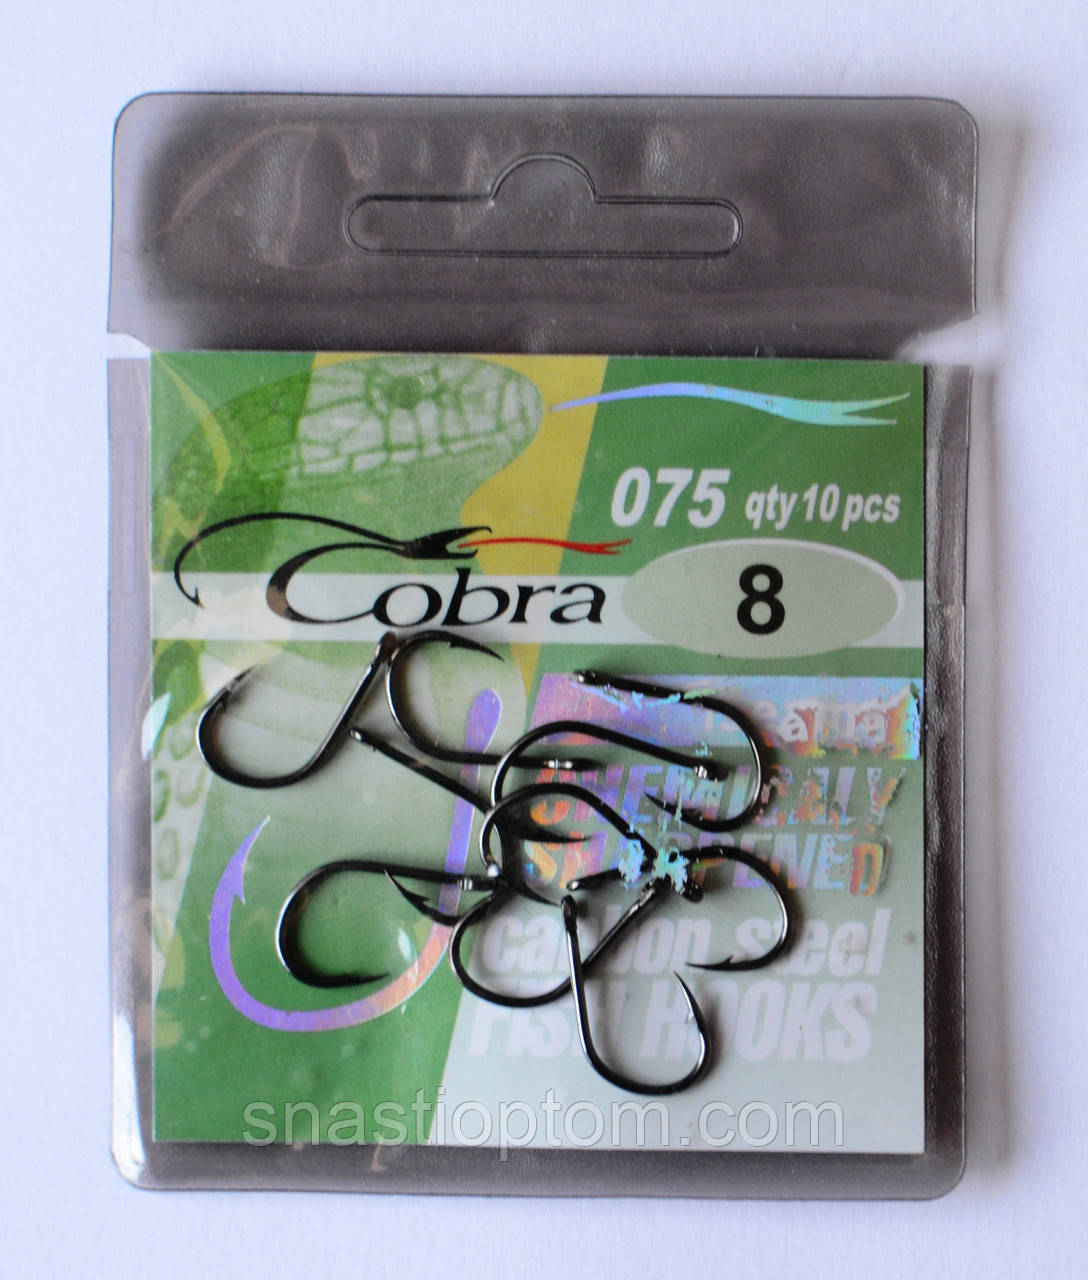 075 qty 10 pcs
Cobra
8
CHEMICALLY
SHARPENED
carbon steel
FISH HOOKS
snastioptom.com